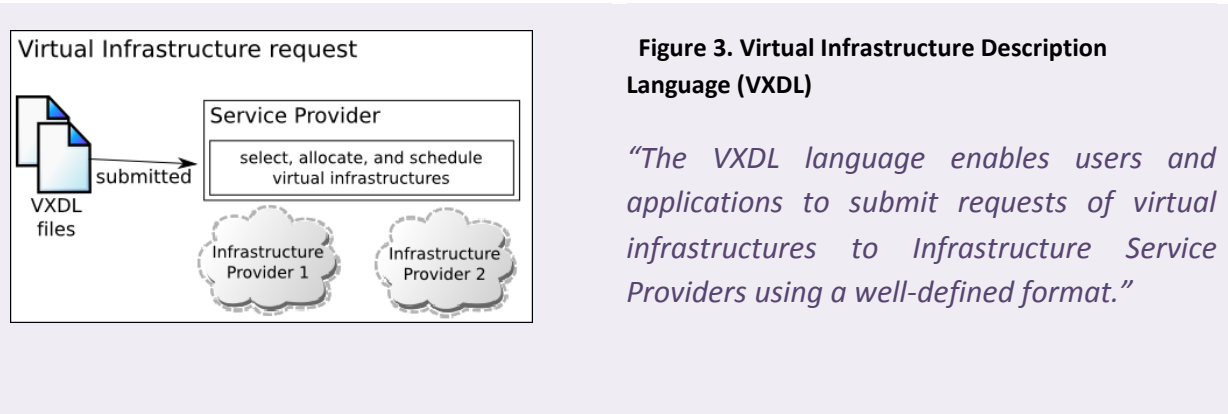 Virtual Infrastructure request
Service Provider
select, allocate, and schedule
virtual infrastructures
submitted
VXDL
files
Infrastructure
Provider 1
Infrastructure
Provider 2
Figure 3. Virtual Infrastructure Description
Language (VXDL)
“The VXDL language enables users and
applications to submit requests of virtual
infrastructures to Infrastructure Service
Providers using a well-defined format.”